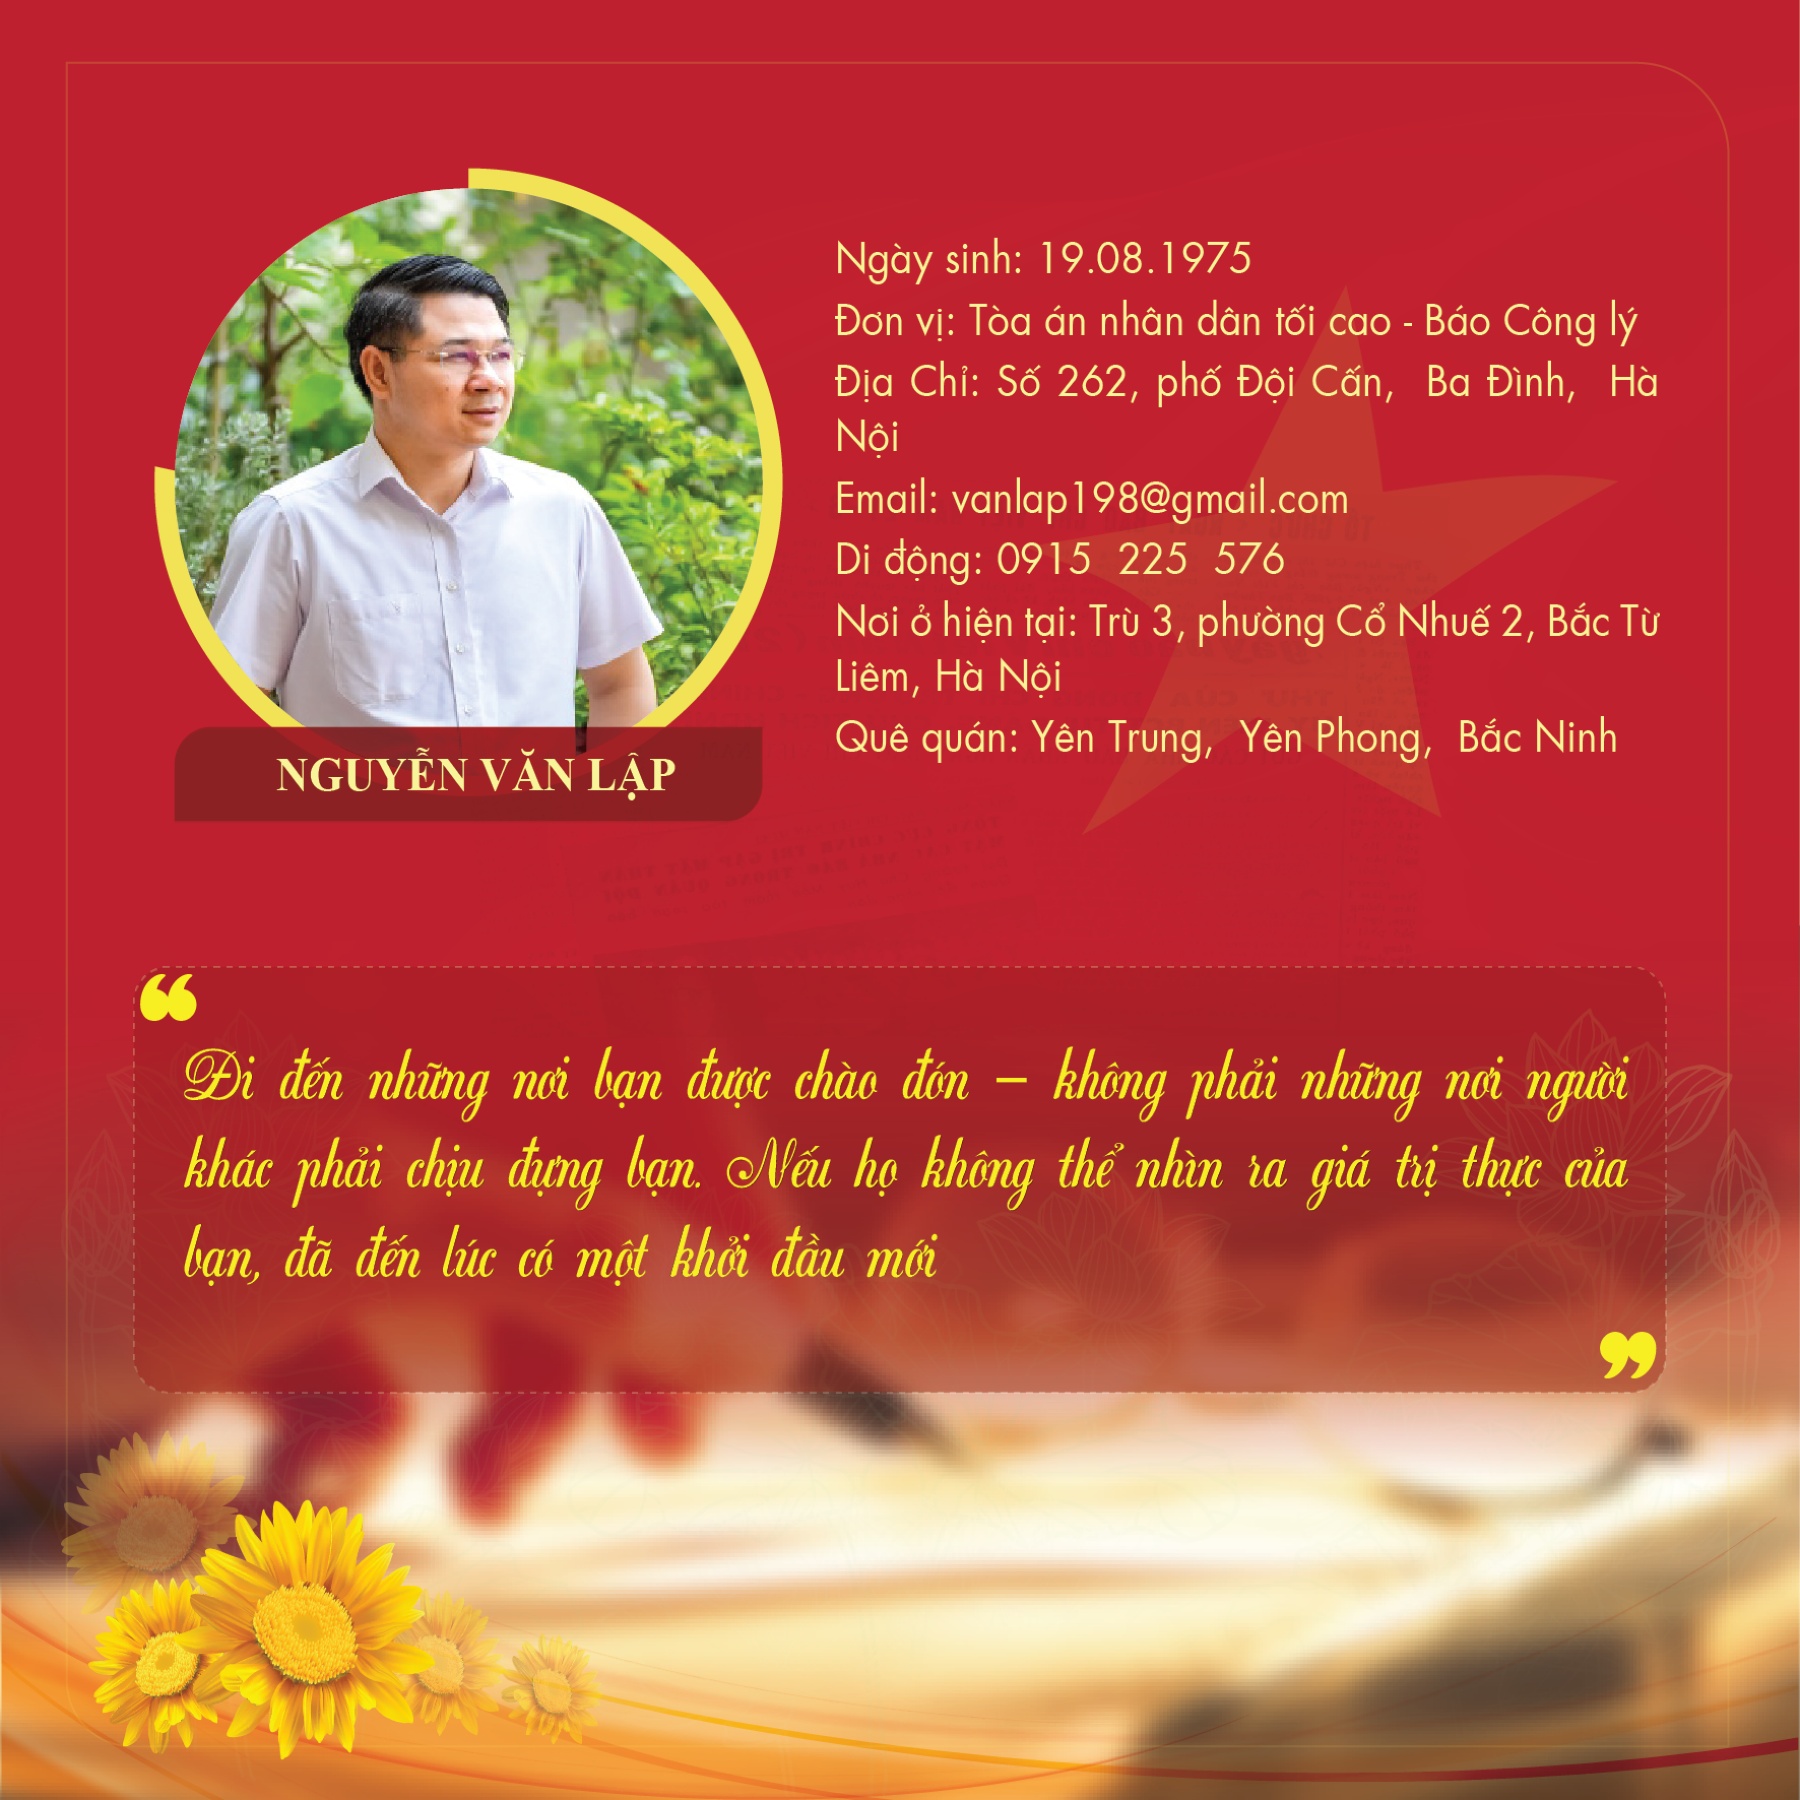 Ngày sinh: 19.08.1975
Đơn vị: Tòa án nhân dân tối cao - Báo Công lý
Địa Chỉ: Số 262, phố Đội Cấn, Ba Đình, Hà
Nội
Email: vanlap198@gmail.com
Di động: 0915 225 576
Nơi ở hiện tại: Trù 3, phường Cổ Nhuế 2, Bắc Từ
Liêm, Hà Nội
Quê quán: Yên Trung, Yên Phong, Bắc Ninh
NGUYỄN VĂN LẬP
“
Đi đến những nơi bạn được chào đón – không phải những nơi người
khác phải chịu đựng bạn. Nếu họ không thể nhìn ra giá trị thực của
bạn, đã đến lúc có một khởi đầu mới
”